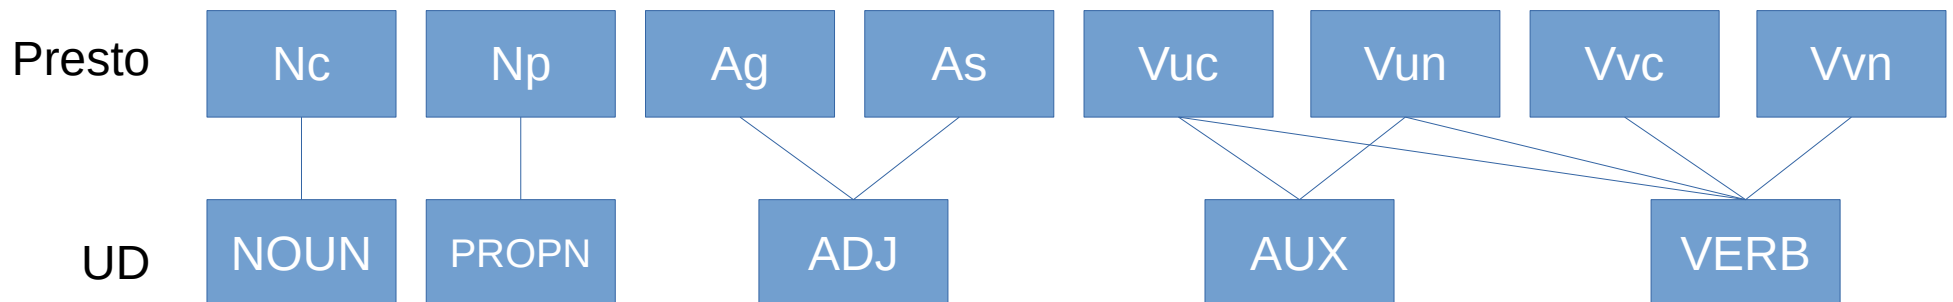 Presto Nc Np Ag As Vuc Vun Vvc Vvn
UD NOUN PROPN ADJ AUX VERB